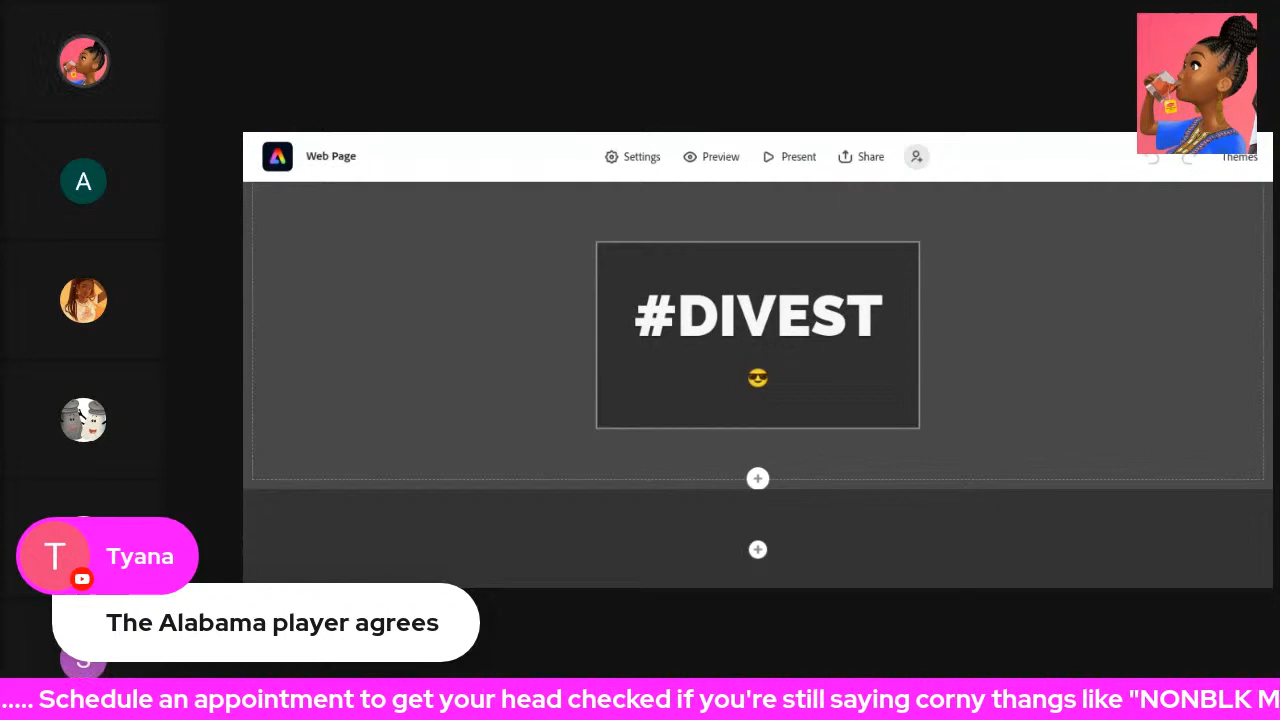 Web Page
Settings
Preview
Present
Share
Themes
A
#DIVEST
😎
T
Tyana
The Alabama player agrees
S
..... Schedule an appointment to get your head checked if you're still saying corny thangs like "NONBLK M